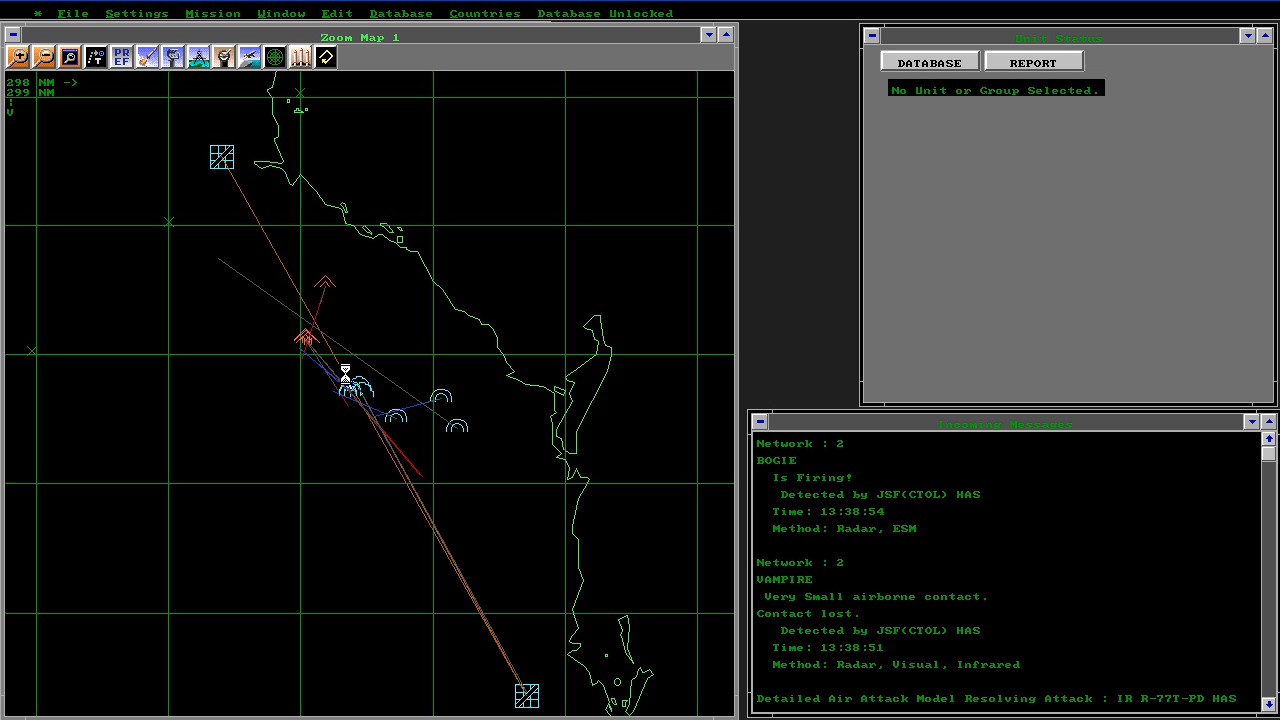 * File Settings Mission Window Edit Database Countries Database Unlocked
Zoom Map 1
PR
EF
298 NM ->
299 NM
|
V
Unit Status
DATABASE REPORT
No Unit or Group Selected.
Incoming Messages
Network : 2
BOGIE
Is Firing!
Detected by JSF(CTOL) HAS
Time: 13:38:54
Method: Radar, ESM
Network : 2
VAMPIRE
Very Small airborne contact.
Contact lost.
Detected by JSF(CTOL) HAS
Time: 13:38:51
Method: Radar, Visual, Infrared
Detailed Air Attack Model Resolving Attack : IR R-77T-PD HAS